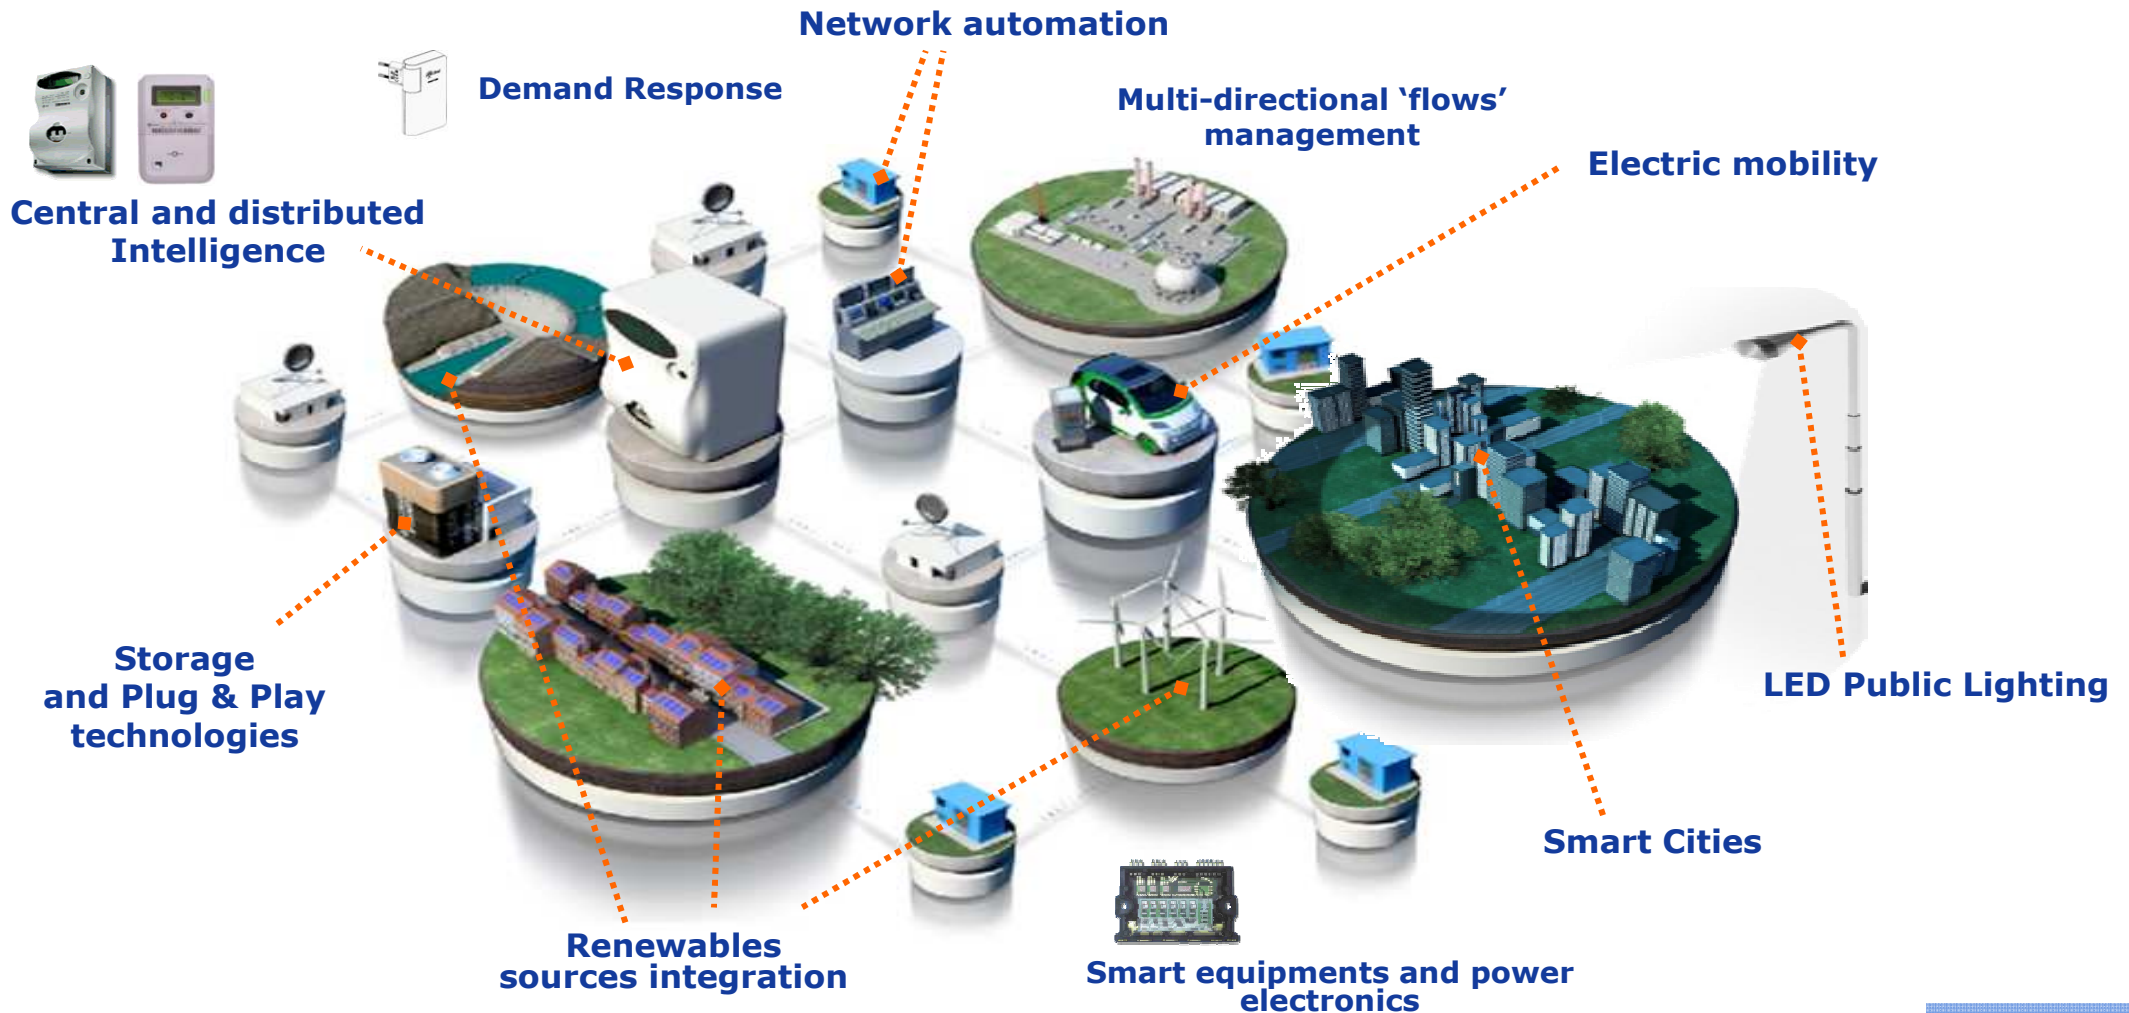 Network automation
Demand Response
Multi-directional ‘flows’
management
Electric mobility
Central and distributed
Intelligence
Storage
and Plug & Play
technologies
LED Public Lighting
Smart Cities
Renewables
sources integration
Smart equipments and power
electronics